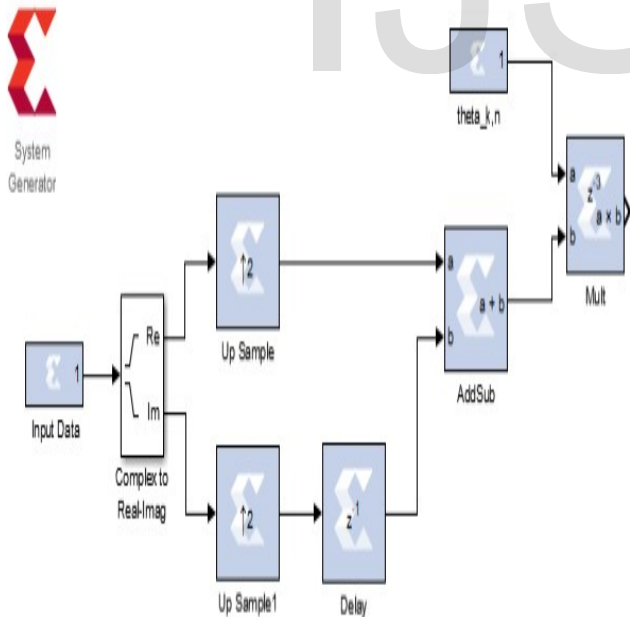 System
Generator
1
theta_k,n
a
z-3
a × b
b
Mult
↑2
Up Sample
a
a + b
b
AddSub
Re
Im
Complex to
Real-Imag
1
Input Data
↑2
Up Sample1
z-1
Delay